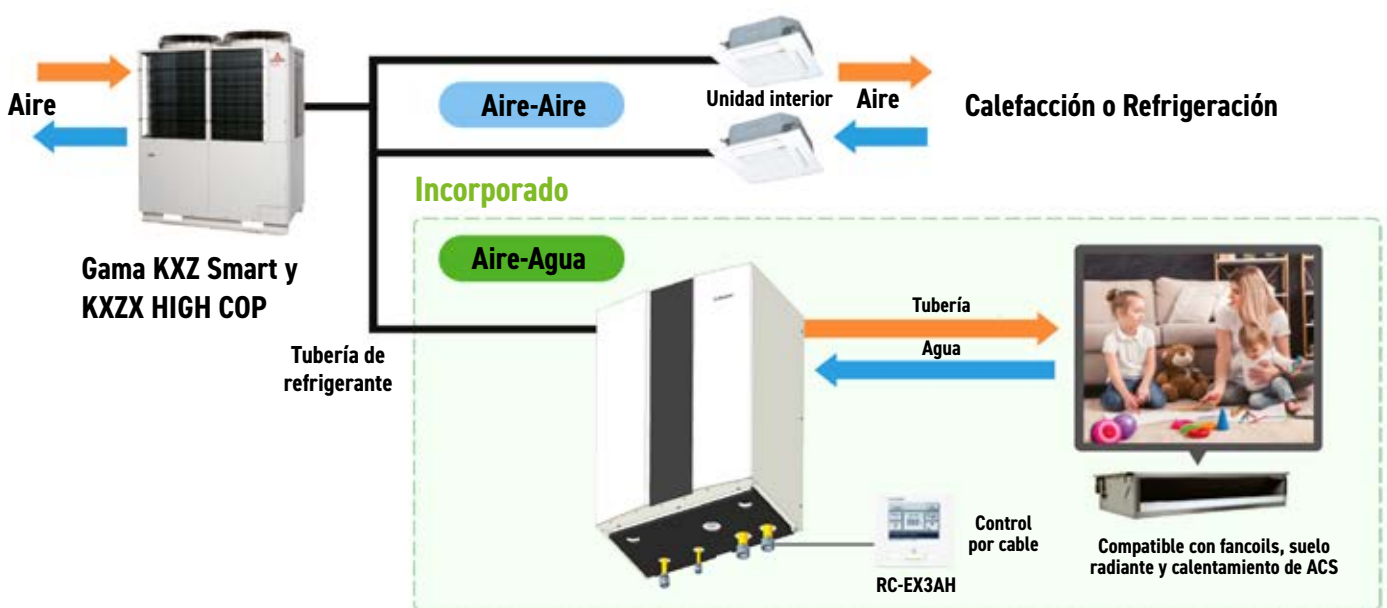 Aire
Aire-Aire
Unidad interior
Aire
Calefacción o Refrigeración
Incorporado
Gama KXZ Smart y
KXZX HIGH COP
Aire-Agua
Tubería de
refrigerante
Tubería
Agua
Control
por cable
RC-EX3AH
Compatible con fancoils, suelo
radiante y calentamiento de ACS